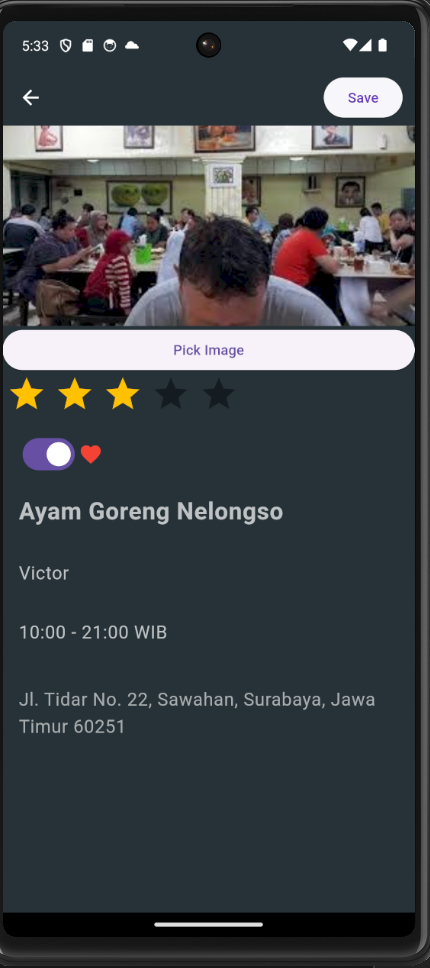 5:33
Save
Pick Image
Ayam Goreng Nelongso
Victor
10:00 - 21:00 WIB
Jl. Tidar No. 22, Sawahan, Surabaya, Jawa
Timur 60251